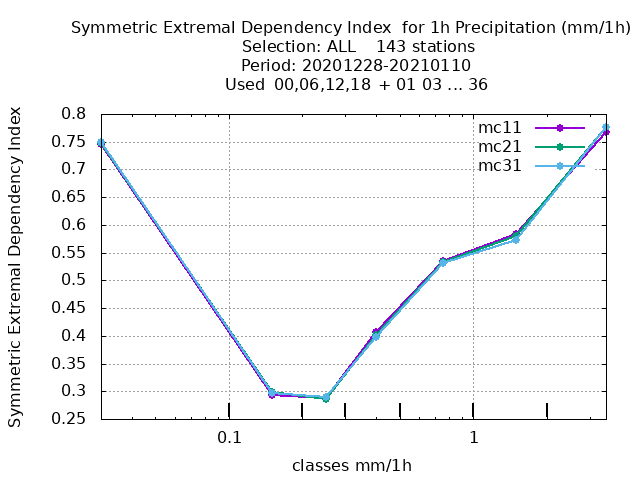 Symmetric Extremal Dependency Index  for 1h Precipitation (mm/1h)
Selection: ALL    143 stations
Period: 20201228-20210110
Used  00,06,12,18  + 01 03 ... 36
Symmetric Extremal Dependency Index
0.8
0.75
0.7
0.65
0.6
0.55
0.5
0.45
0.4
0.35
0.3
0.25
mc11
mc21
mc31
0.1
1
classes mm/1h